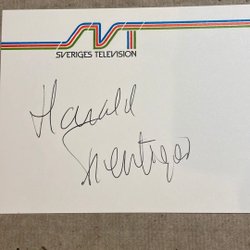 SVT
SVERIGES TELEVISION
Harald
Treutiger